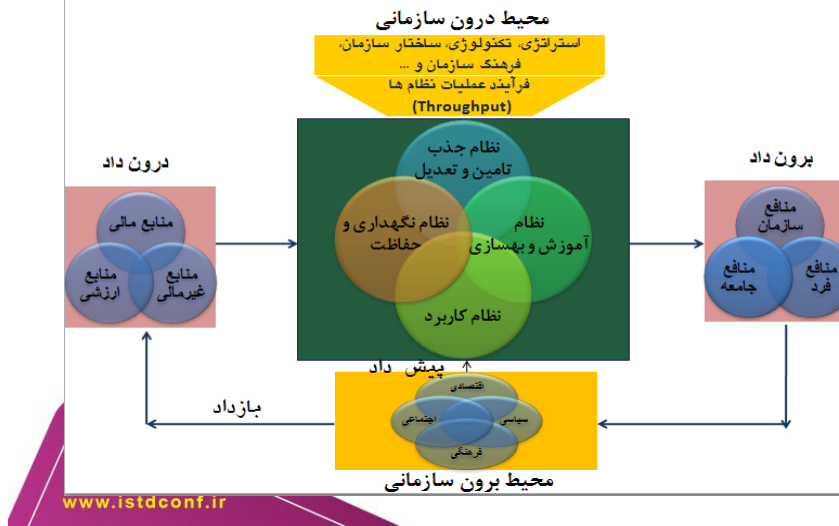 محیط درون سازمانی
استراتژی، تکنولوژی، ساختار سازمان،
فرهنگ سازمان و ...
فرآیند عملیات نظام ها
(Throughput)
درون داد
منابع مالی
منابع
غیرمالی
منابع
ارزشی
نظام جذب
تامین و تعدیل
نظام
آموزش و بهسازی
نظام نگهداری و
حفاظت
نظام کاربرد
برون داد
منافع
سازمان
منافع
فرد
منافع
جامعه
پیش داد
بازداد
اقتصادی
سیاسی
اجتماعی
فرهنگی
محیط برون سازمانی
www.istdconf.ir